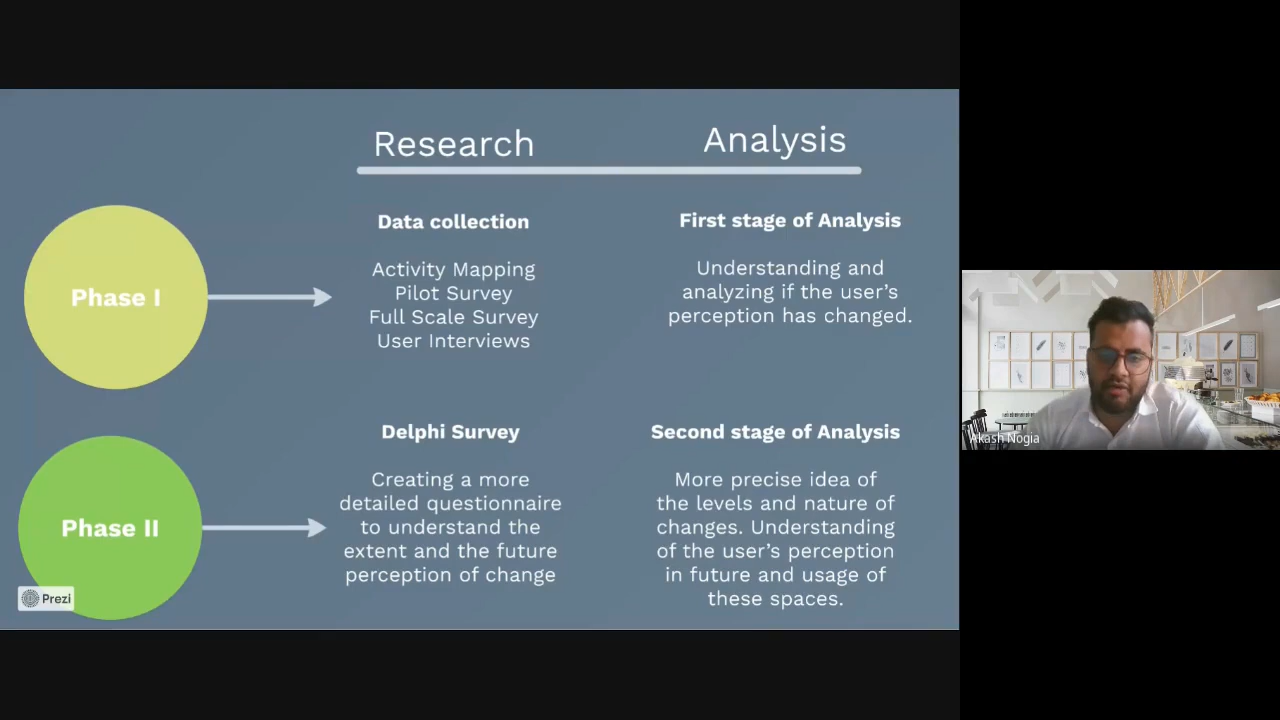 Research
Analysis
Phase I
Data collection
Activity Mapping
Pilot Survey
Full Scale Survey
User Interviews
First stage of Analysis
Understanding and
analyzing if the user’s
perception has changed.
Phase II
Delphi Survey
Creating a more
detailed questionnaire
to understand the
extent and the future
perception of change
Second stage of Analysis
More precise idea of
the levels and nature of
changes. Understanding
of the user’s perception
in future and usage of
these spaces.
Prezi
Akash Nogia